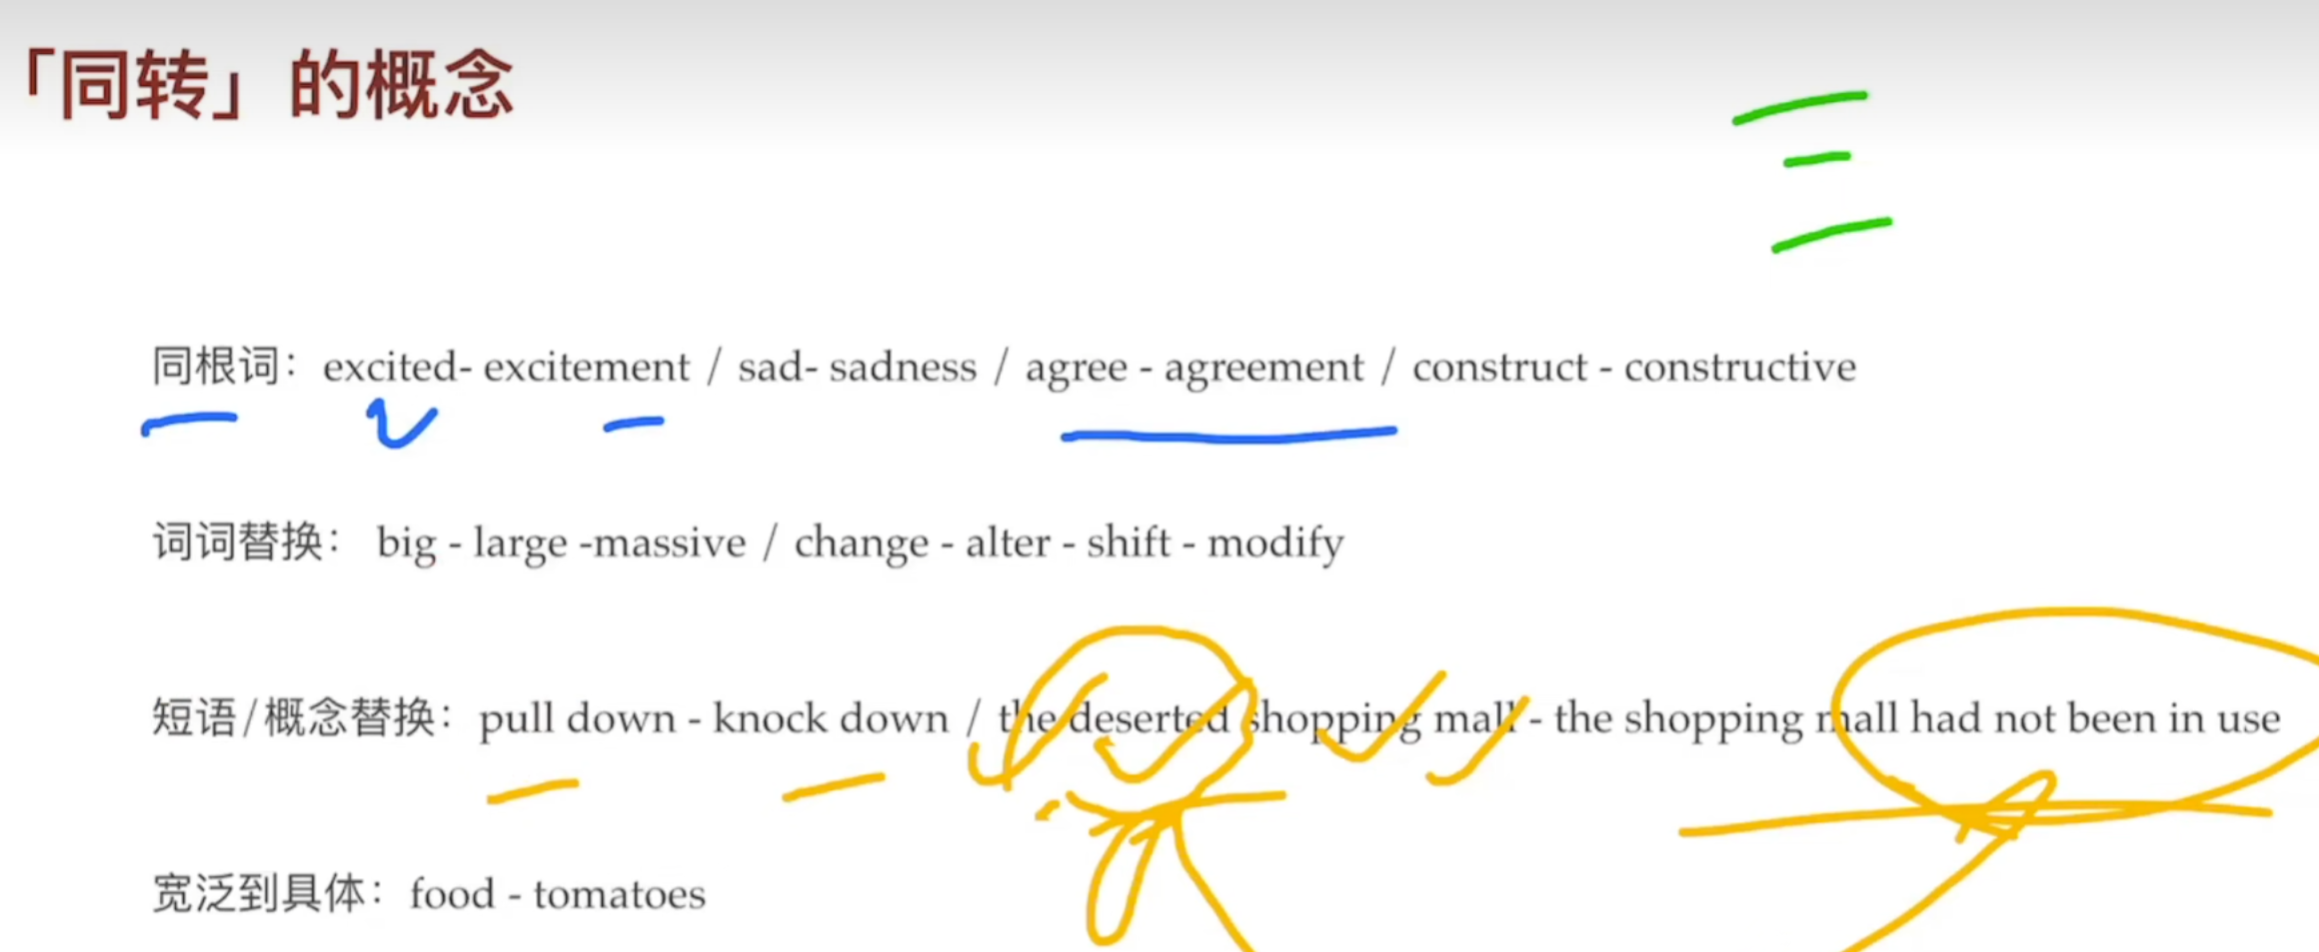 「同转」的概念
同根词：excited- excitement / sad- sadness / agree - agreement / construct - constructive
词词替换： big - large -massive / change - alter - shift - modify
短语/概念替换：pull down - knock down / the deserted shopping mall - the shopping mall had not been in use
宽泛到具体：food - tomatoes